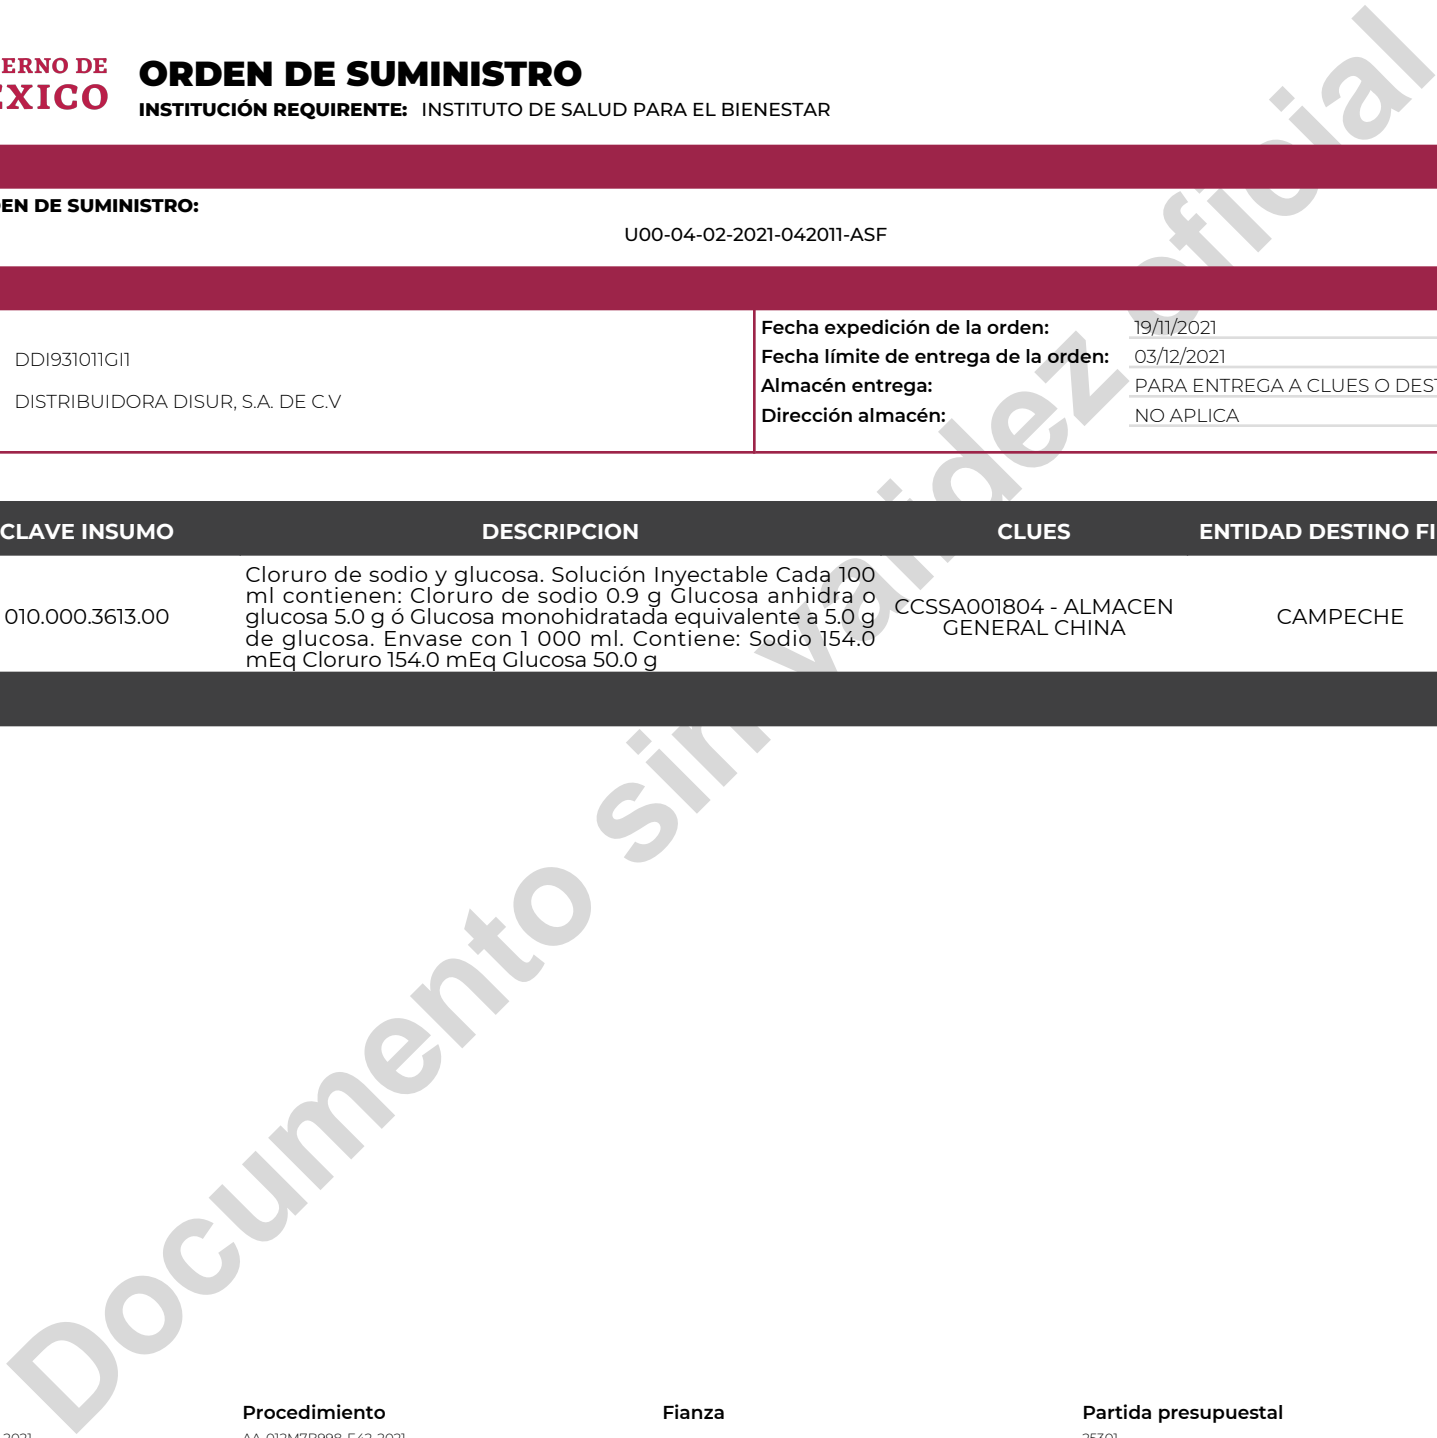 ERNO DE
EXICO
ORDEN DE SUMINISTRO
INSTITUCIÓN REQUIRENTE: INSTITUTO DE SALUD PARA EL BIENESTAR
EN DE SUMINISTRO:
U00-04-02-2021-042011-ASF
DDI931011GI1
DISTRIBUIDORA DISUR, S.A. DE C.V
Fecha expedición de la orden: 19/11/2021
Fecha límite de entrega de la orden: 03/12/2021
Almacén entrega: PARA ENTREGA A CLUES O DEST
Dirección almacén: NO APLICA
CLAVE INSUMO DESCRIPCION CLUES ENTIDAD DESTINO FI
010.000.3613.00
Cloruro de sodio y glucosa. Solución Inyectable Cada 100
ml contienen: Cloruro de sodio 0.9 g Glucosa anhidra o
glucosa 5.0 g ó Glucosa monohidratada equivalente a 5.0 g
de glucosa. Envase con 1 000 ml. Contiene: Sodio 154.0
mEq Cloruro 154.0 mEq Glucosa 50.0 g
CCSSA001804 - ALMACEN
GENERAL CHINA
CAMPECHE
Documento sin validez oficial
Procedimiento Fianza Partida presupuestal